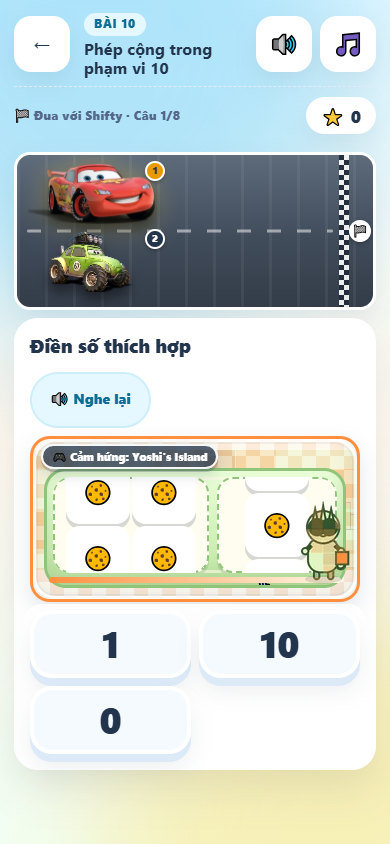 ←
BÀI 10
Phép cộng trong
phạm vi 10
Đua với Shifty · Câu 1/8
0
1
2
Điền số thích hợp
Nghe lại
Cảm hứng: Yoshi's Island
1
10
0